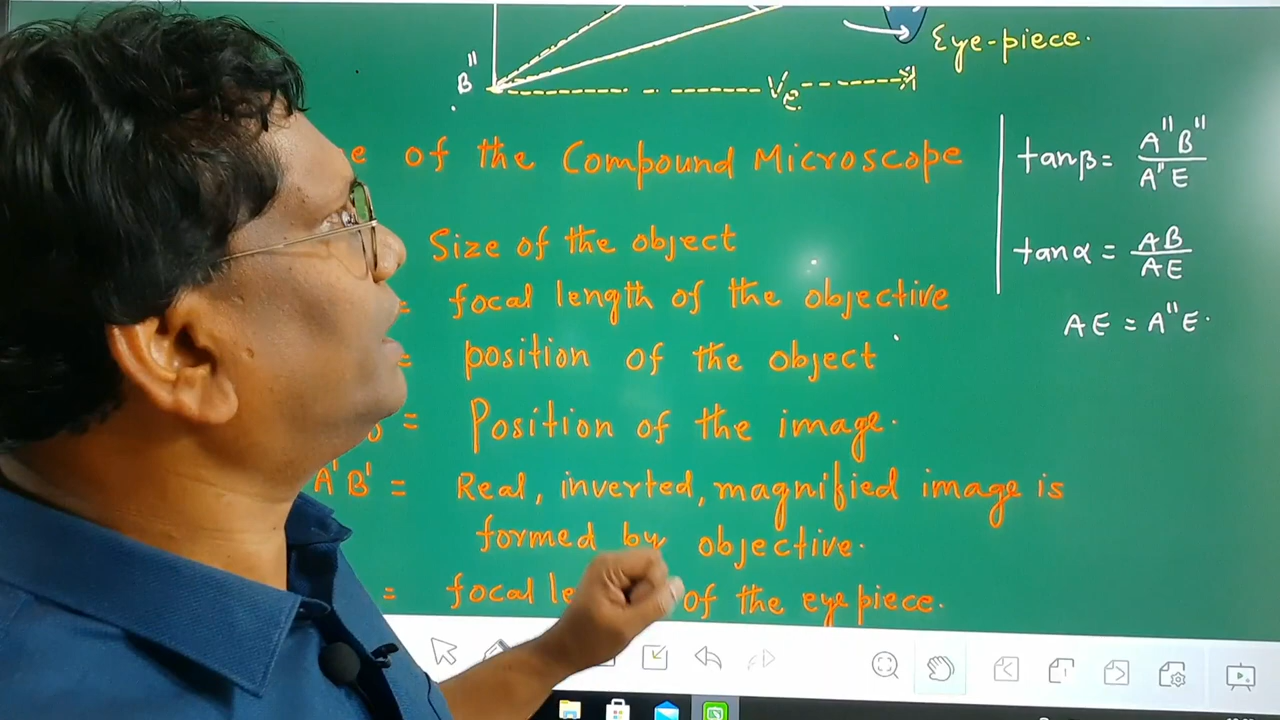 Eye-piece.
B"
Ve
e of the Compound Microscope
Size of the object
= focal length of the objective
= position of the object
= Position of the image.
A'B' = Real, inverted, magnified image is
formed by objective.
= focal le of the eyepiece.
tanβ = A"B" / A"E
tanα = AB / AE
AE = A"E.